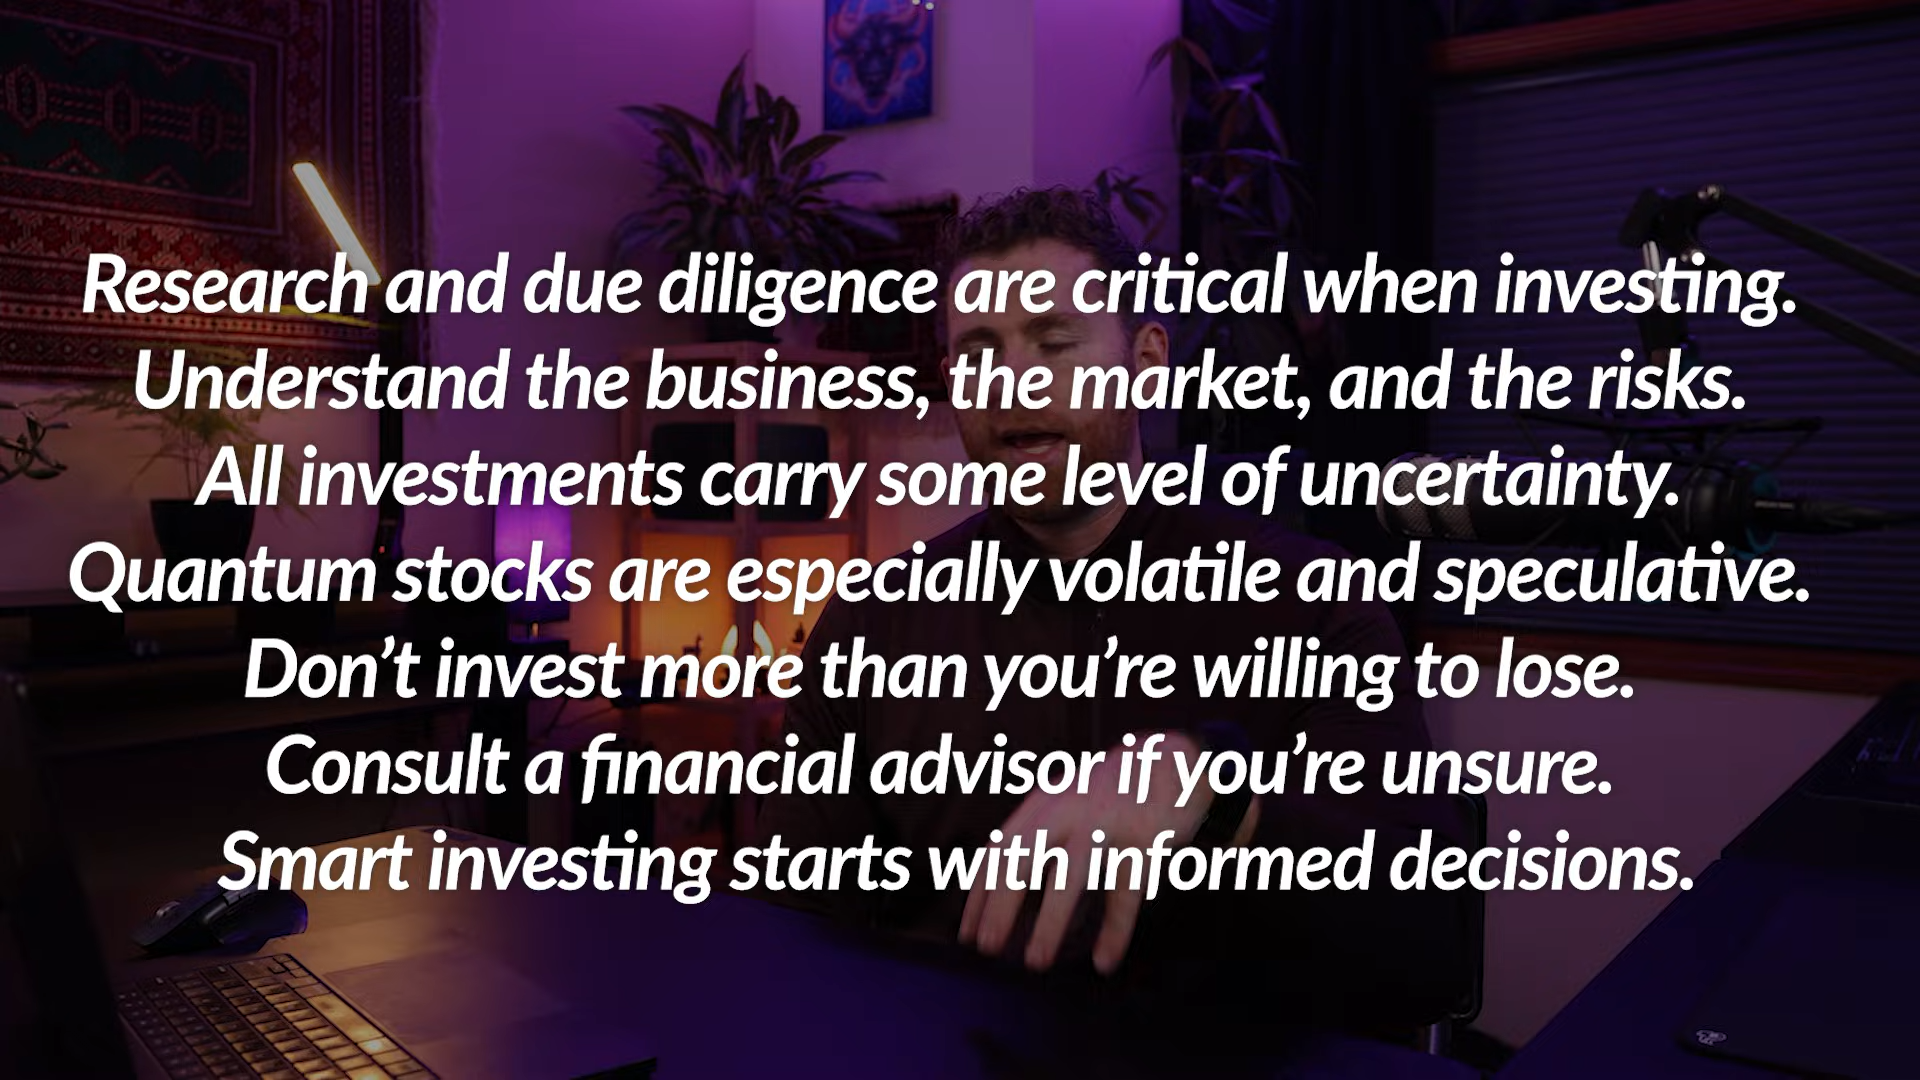 Research and due diligence are critical when investing.
Understand the business, the market, and the risks.
All investments carry some level of uncertainty.
Quantum stocks are especially volatile and speculative.
Don’t invest more than you’re willing to lose.
Consult a financial advisor if you’re unsure.
Smart investing starts with informed decisions.